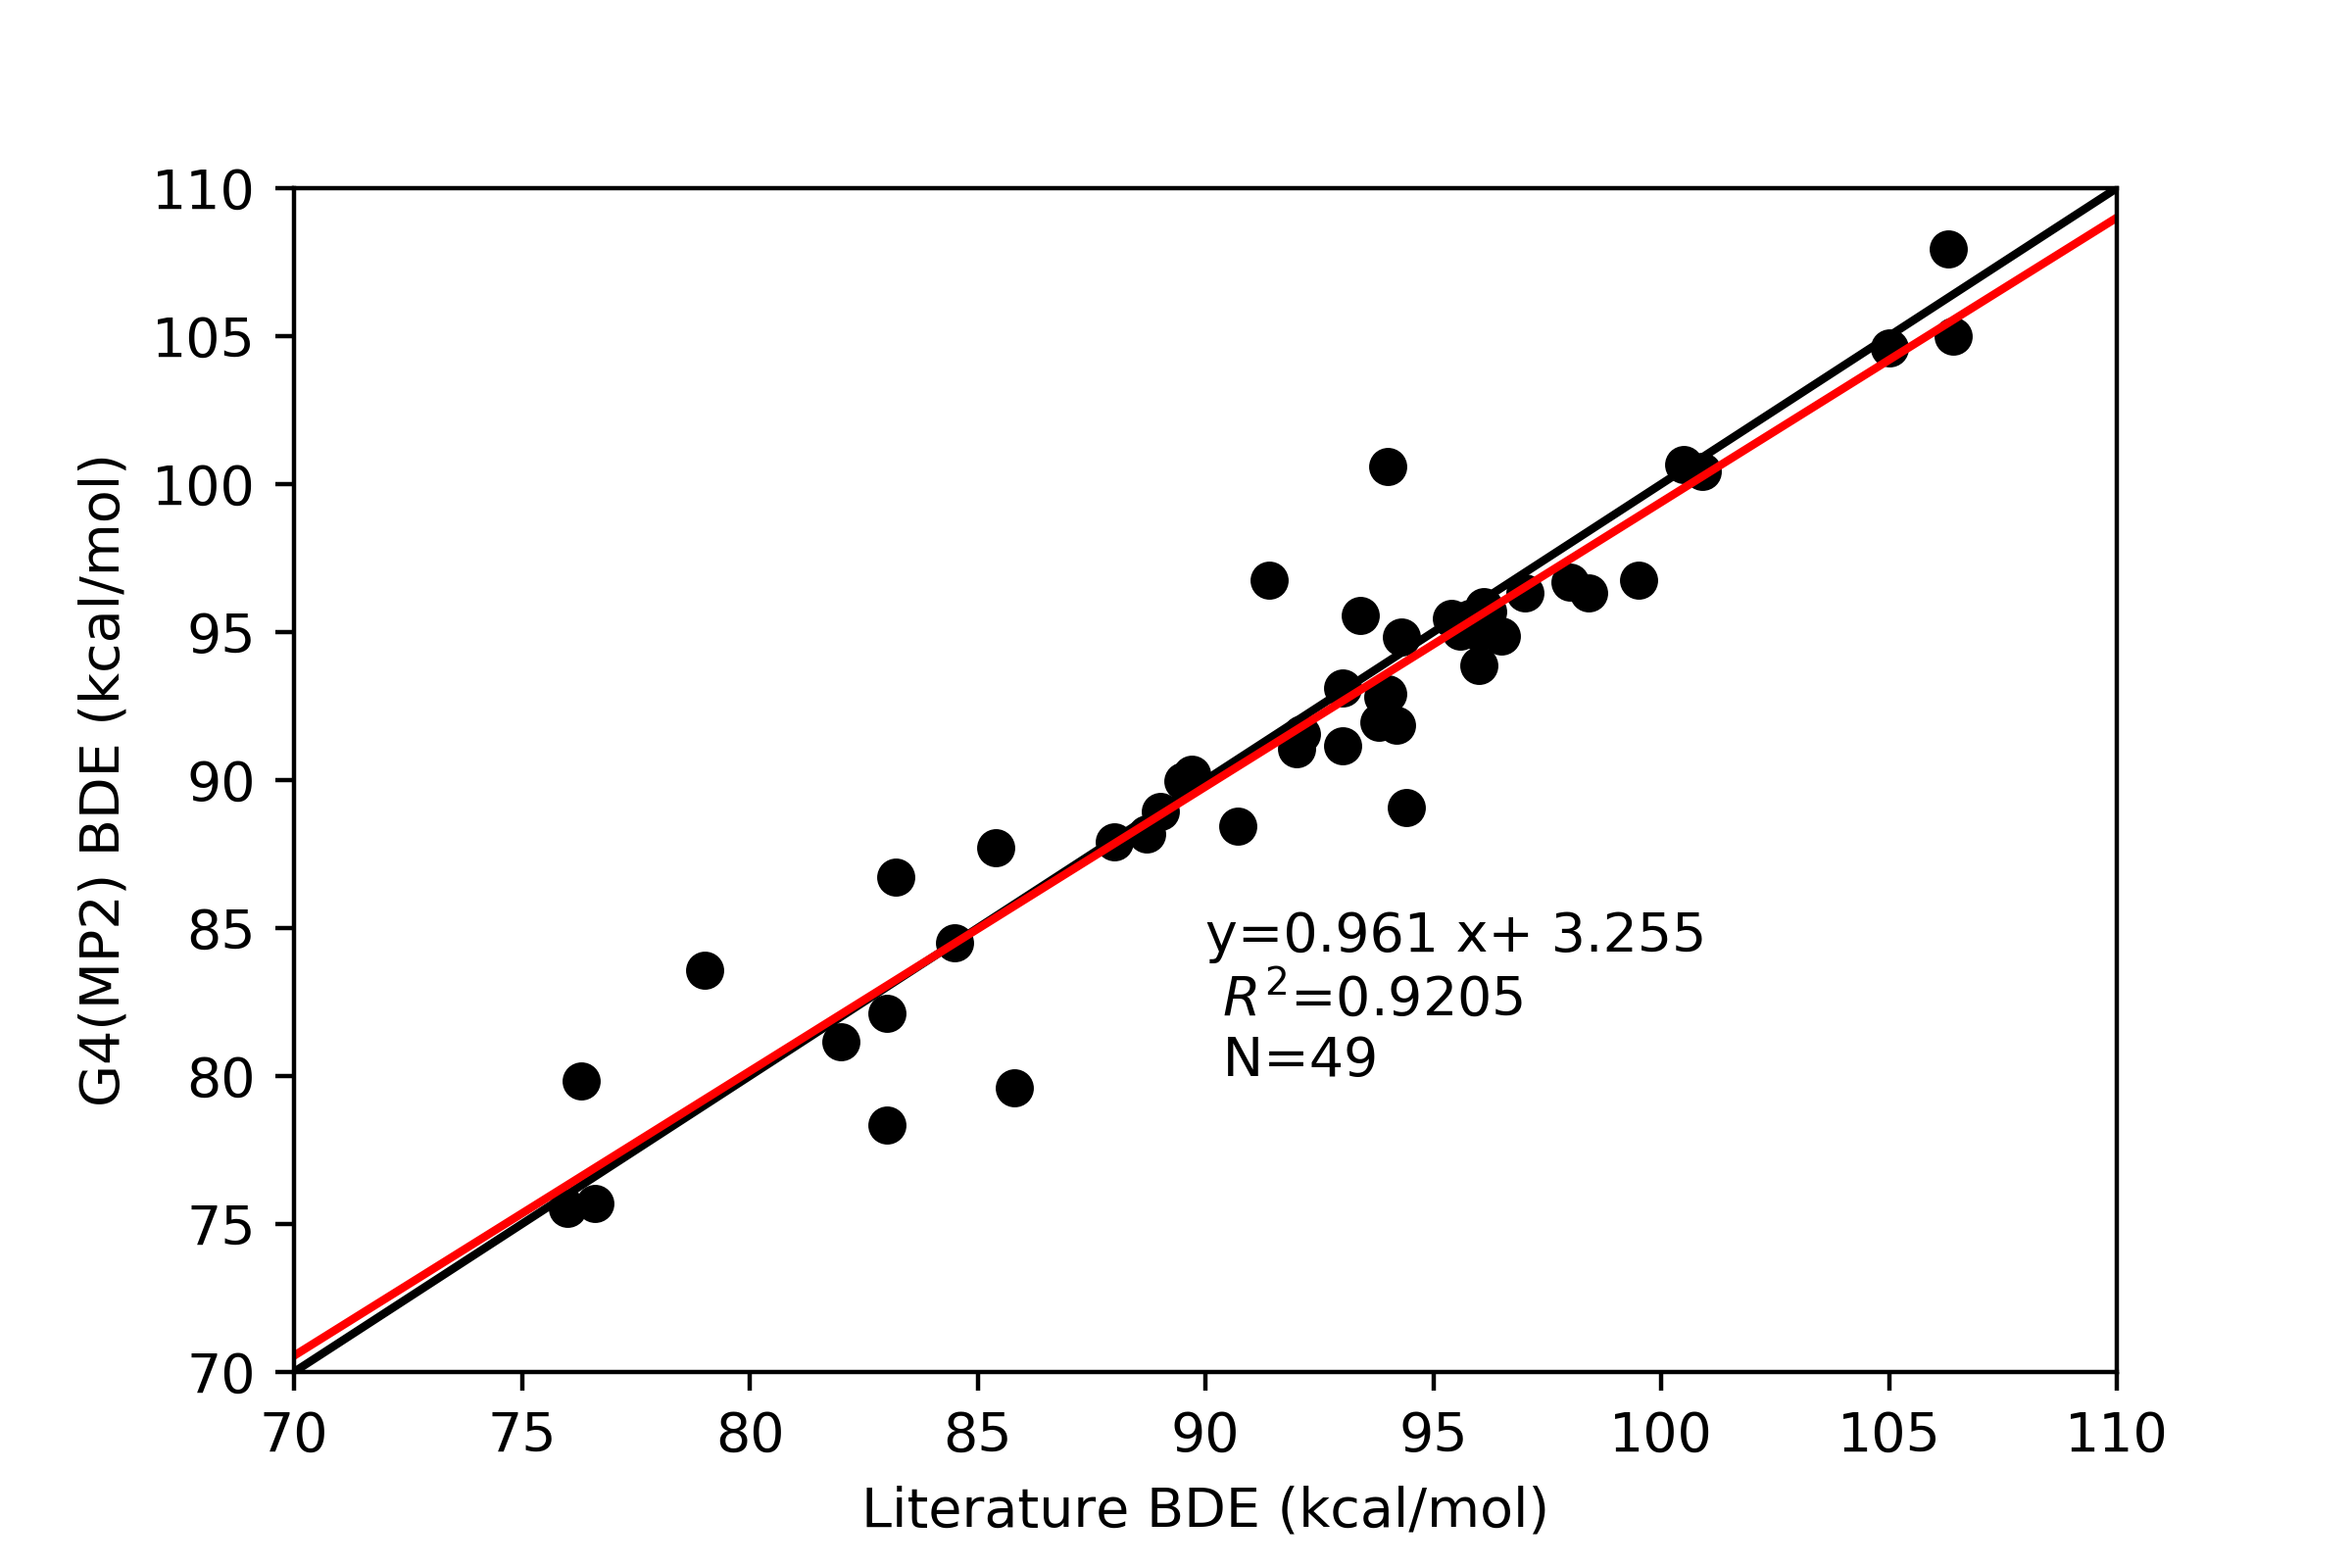 110
105
100
95
90
85
80
75
70
G4(MP2) BDE (kcal/mol)
y=0.961 x+ 3.255
R²=0.9205
N=49
70 75 80 85 90 95 100 105 110
Literature BDE (kcal/mol)